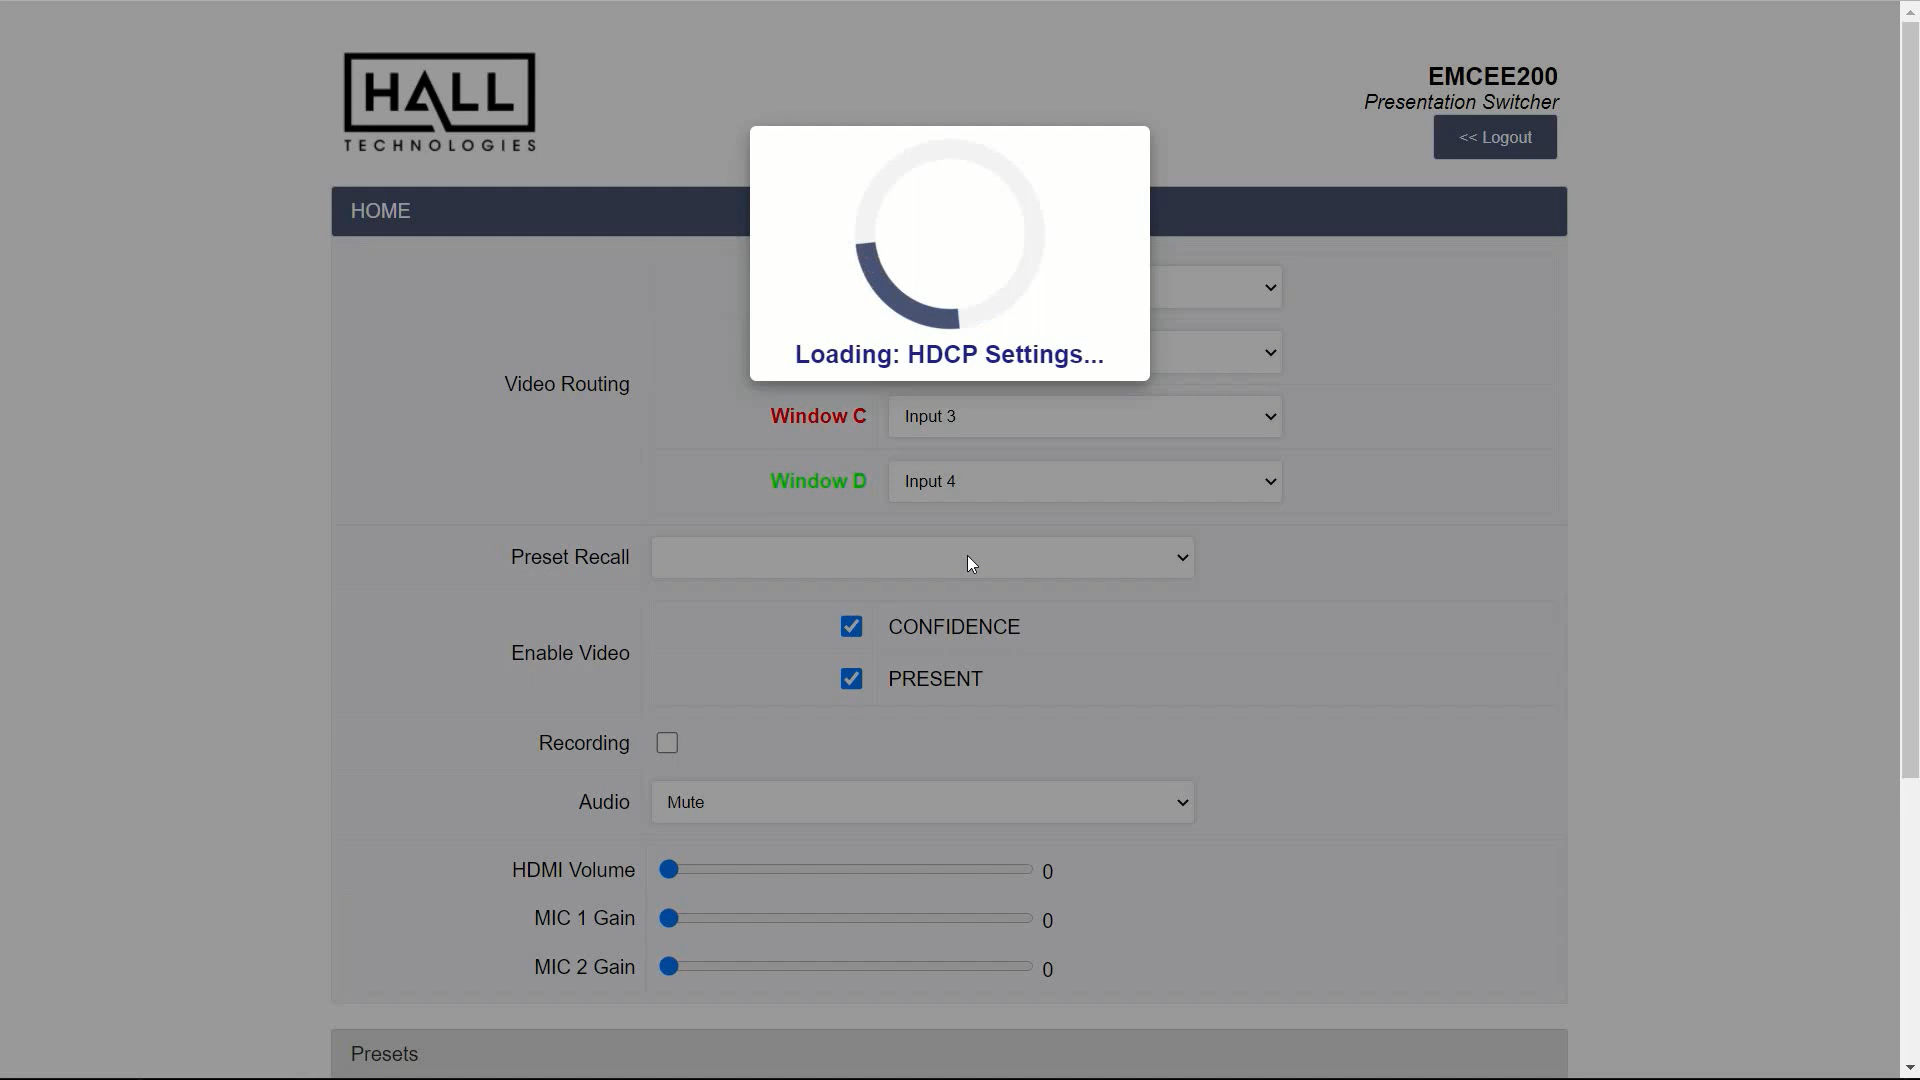 HALL
TECHNOLOGIES
EMCEE200
Presentation Switcher
<< Logout
HOME
Loading: HDCP Settings...
Video Routing
Window C
Input 3
Window D
Input 4
Preset Recall
Enable Video
CONFIDENCE
PRESENT
Recording
Audio
Mute
HDMI Volume
0
MIC 1 Gain
0
MIC 2 Gain
0
Presets